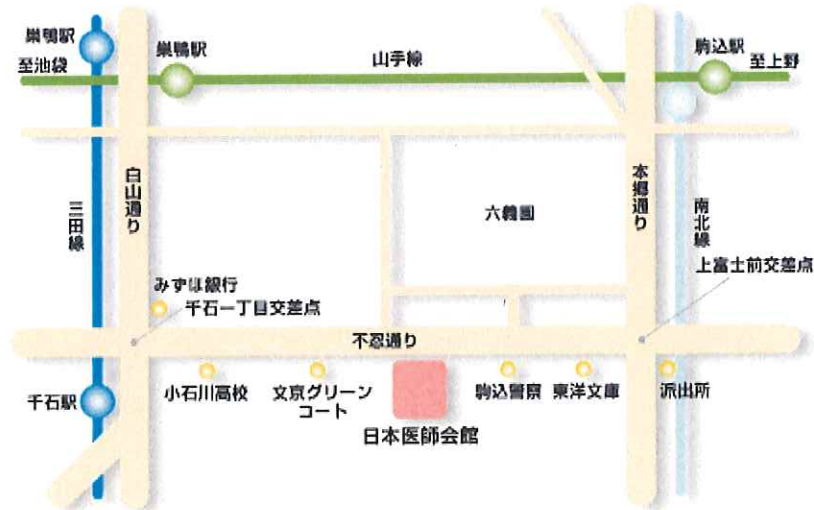 巣鴨駅
巣鴨駅
駒込駅
至池袋
山手線
至上野
白山通り
三田線
六義園
本郷通り
南北線
上富士前交差点
みずほ銀行
千石一丁目交差点
不忍通り
千石駅
小石川高校
文京グリーン
コート
駒込警察
東洋文庫
派出所
日本医師会館